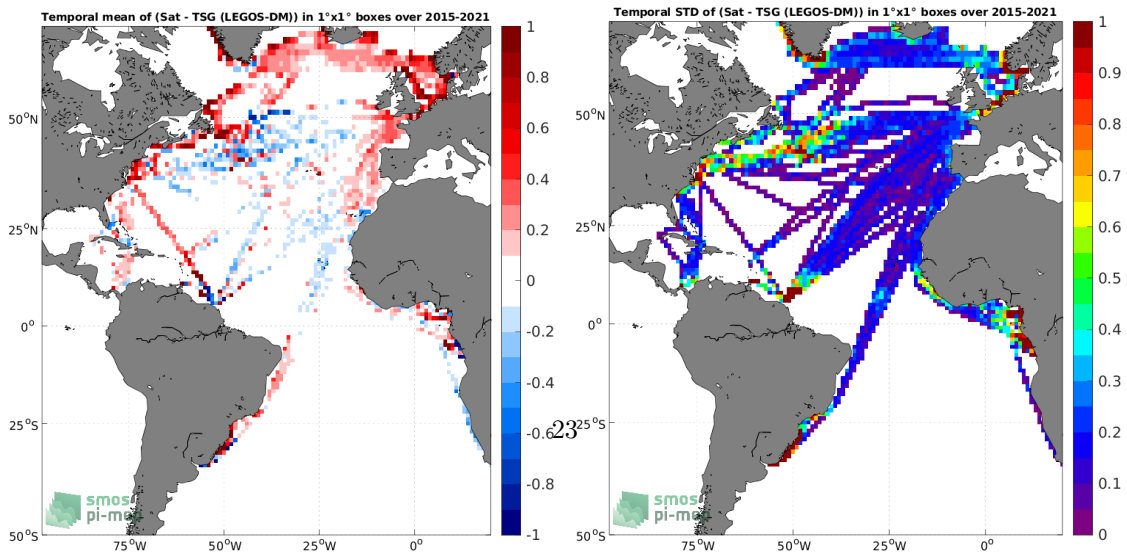 Temporal mean of (Sat - TSG (LEGOS-DM)) in 1°x1° boxes over 2015-2021
50°N
25°N
0°
25°S
50°S
75°W
50°W
25°W
0°
1
0.8
0.6
0.4
0.2
0
-0.2
-0.4
-0.6
-0.8
-1
smos
pi-mep
23
Temporal STD of (Sat - TSG (LEGOS-DM)) in 1°x1° boxes over 2015-2021
50°N
25°N
0°
25°S
50°S
75°W
50°W
25°W
0°
1
0.9
0.8
0.7
0.6
0.5
0.4
0.3
0.2
0.1
0
smos
pi-mep